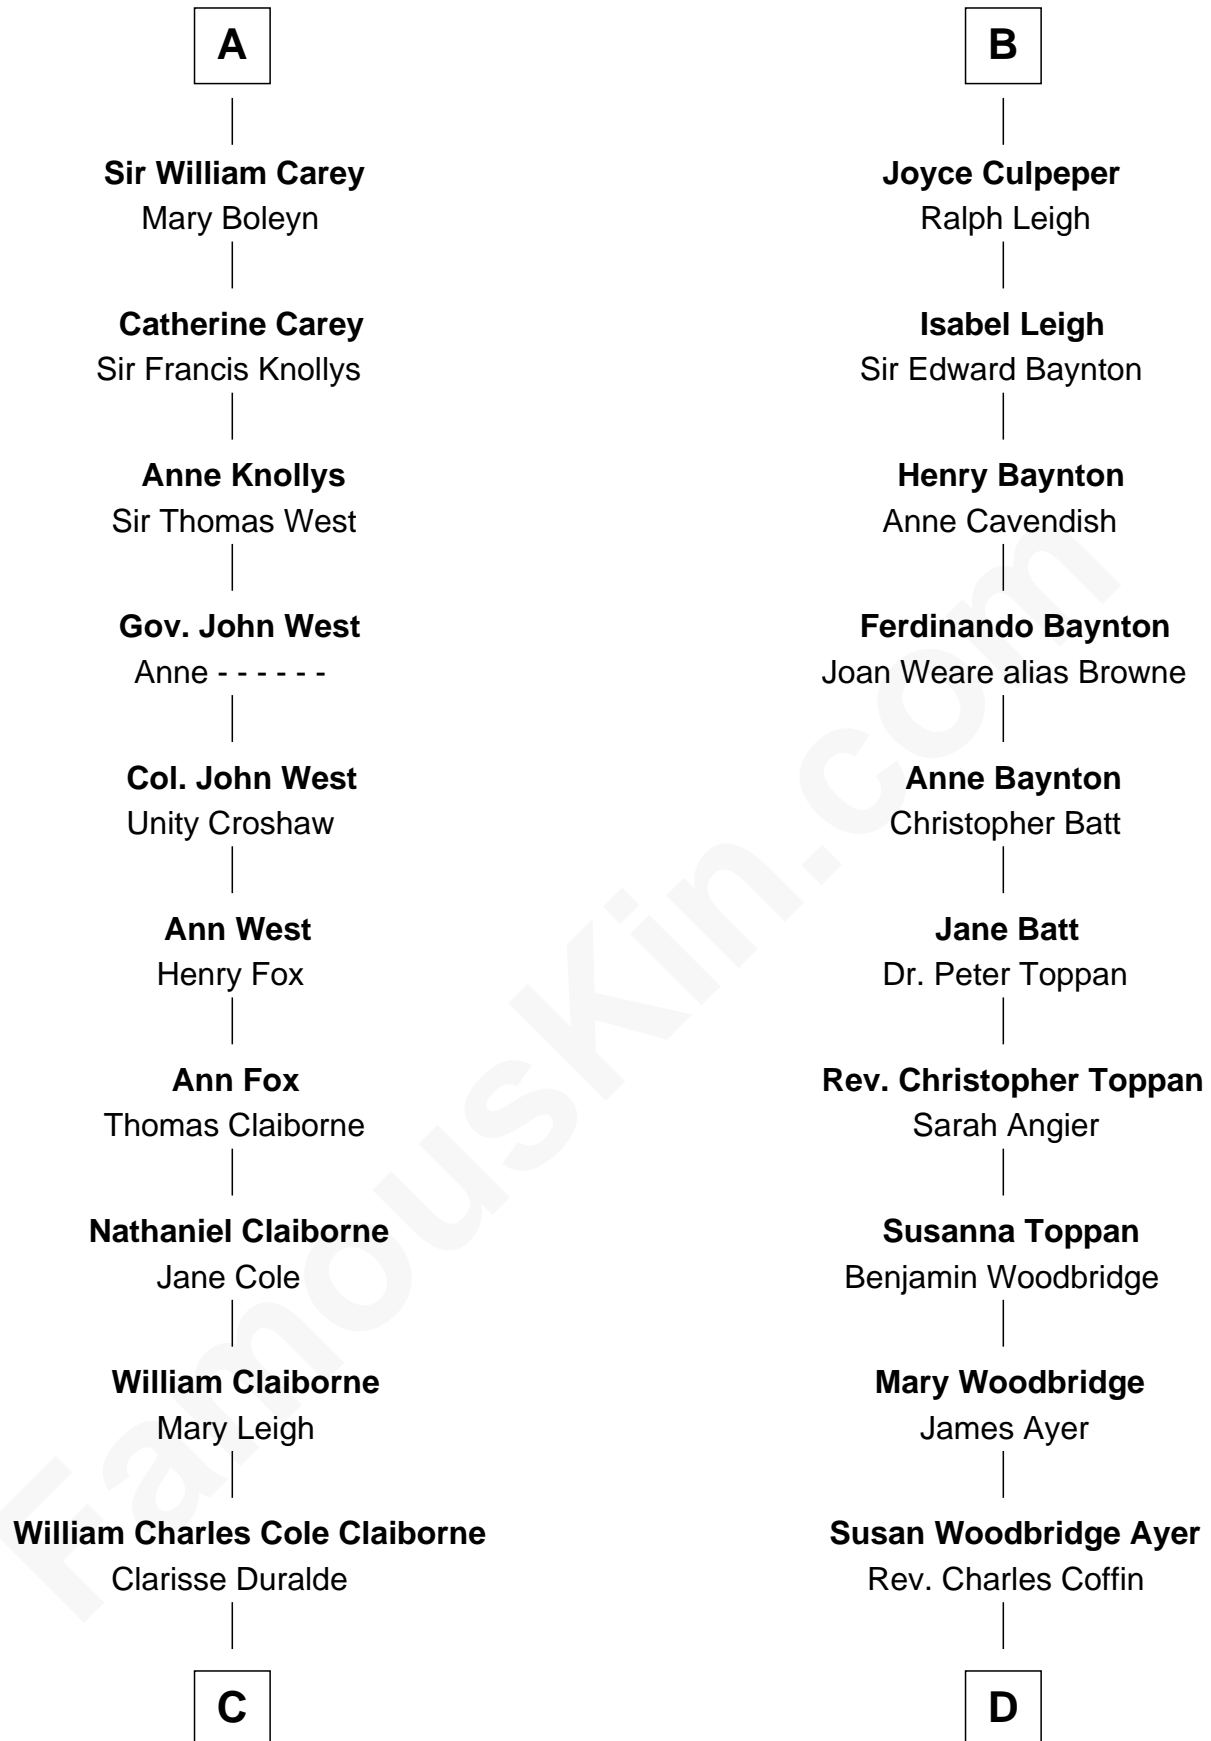 A
Sir William Carey
Mary Boleyn
Catherine Carey
Sir Francis Knollys
Anne Knollys
Sir Thomas West
Gov. John West
Anne - - - - - -
Col. John West
Unity Croshaw
Ann West
Henry Fox
Ann Fox
Thomas Claiborne
Nathaniel Claiborne
Jane Cole
William Claiborne
Mary Leigh
William Charles Cole Claiborne
Clarisse Duralde
C
B
Joyce Culpeper
Ralph Leigh
Isabel Leigh
Sir Edward Baynton
Henry Baynton
Anne Cavendish
Ferdinando Baynton
Joan Weare alias Browne
Anne Baynton
Christopher Batt
Jane Batt
Dr. Peter Toppan
Rev. Christopher Toppan
Sarah Angier
Susanna Toppan
Benjamin Woodbridge
Mary Woodbridge
James Ayer
Susan Woodbridge Ayer
Rev. Charles Coffin
D
FamousKin.com